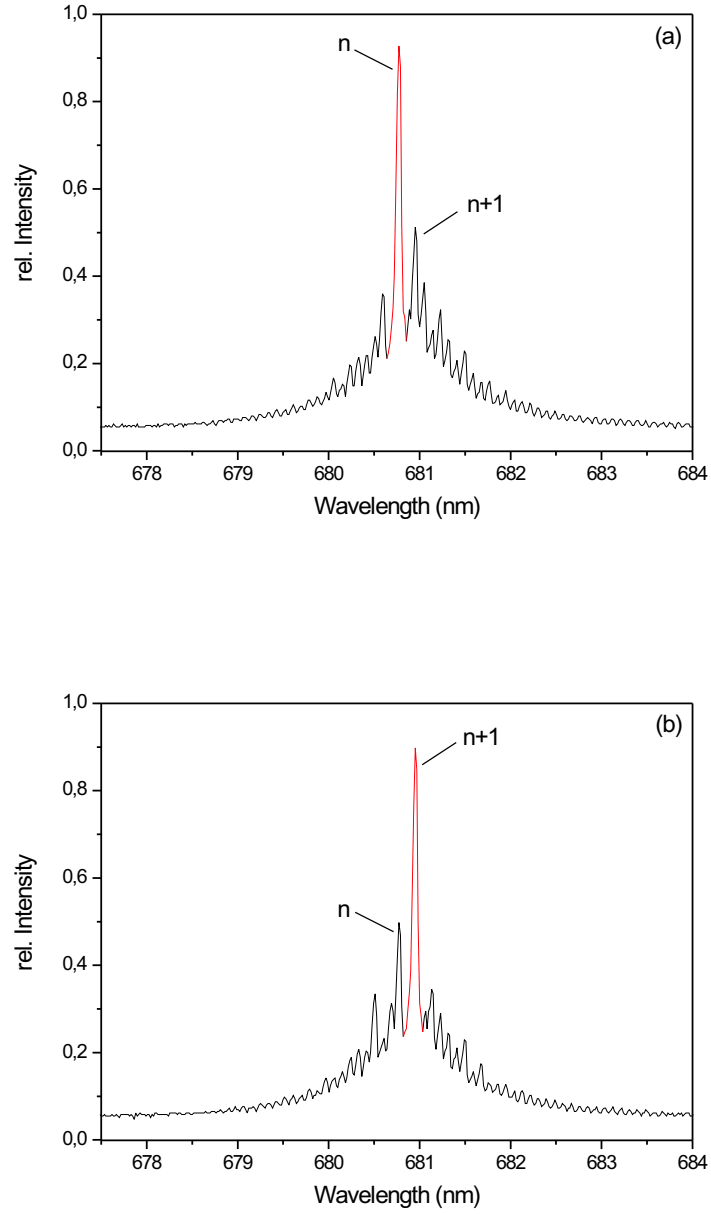 (a)
1,0
0,8
0,6
0,4
0,2
0,0
rel. Intensity
n
n+1
678 679 680 681 682 683 684
Wavelength (nm)
(b)
1,0
0,8
0,6
0,4
0,2
0,0
rel. Intensity
n+1
n
678 679 680 681 682 683 684
Wavelength (nm)